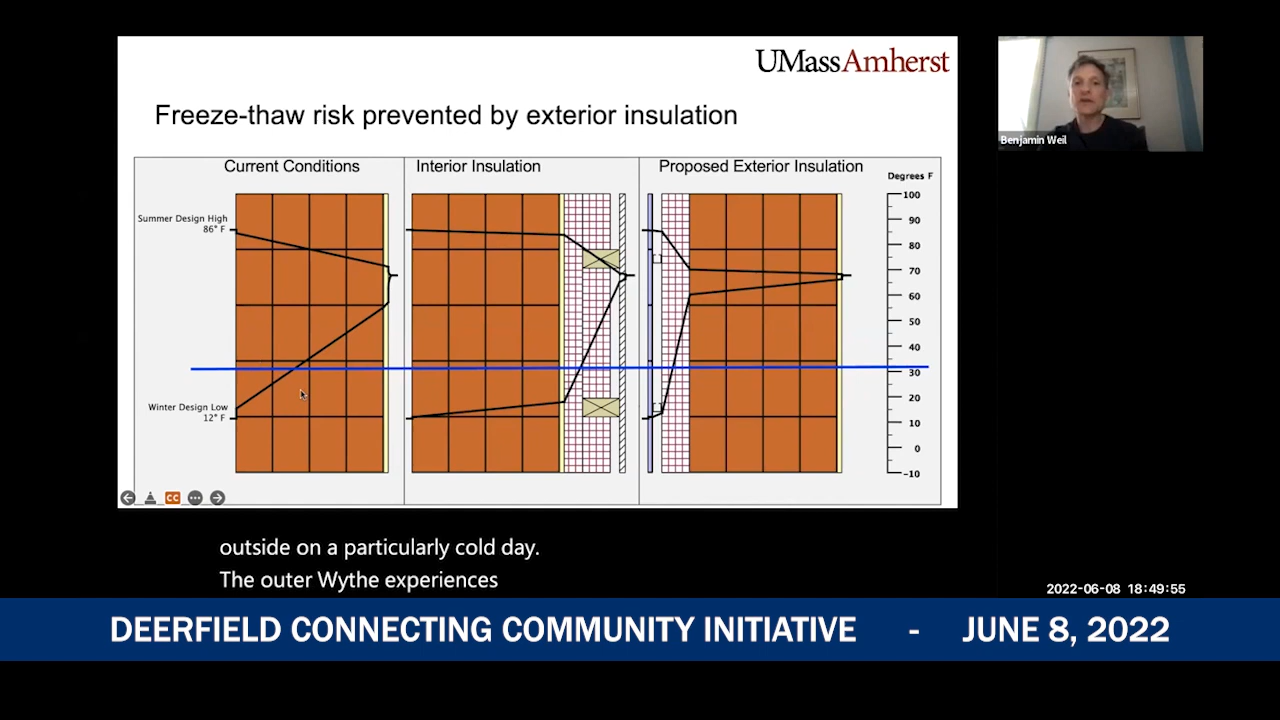 UMassAmherst
Freeze-thaw risk prevented by exterior insulation
Current Conditions
Interior Insulation
Proposed Exterior Insulation
Degrees F
Summer Design High
86° F
Winter Design Low
12° F
100
90
80
70
60
50
40
30
20
10
0
-10
CC
Benjamin Weil
outside on a particularly cold day.
The outer Wythe experiences
2022-06-08 18:49:55
DEERFIELD CONNECTING COMMUNITY INITIATIVE - JUNE 8, 2022